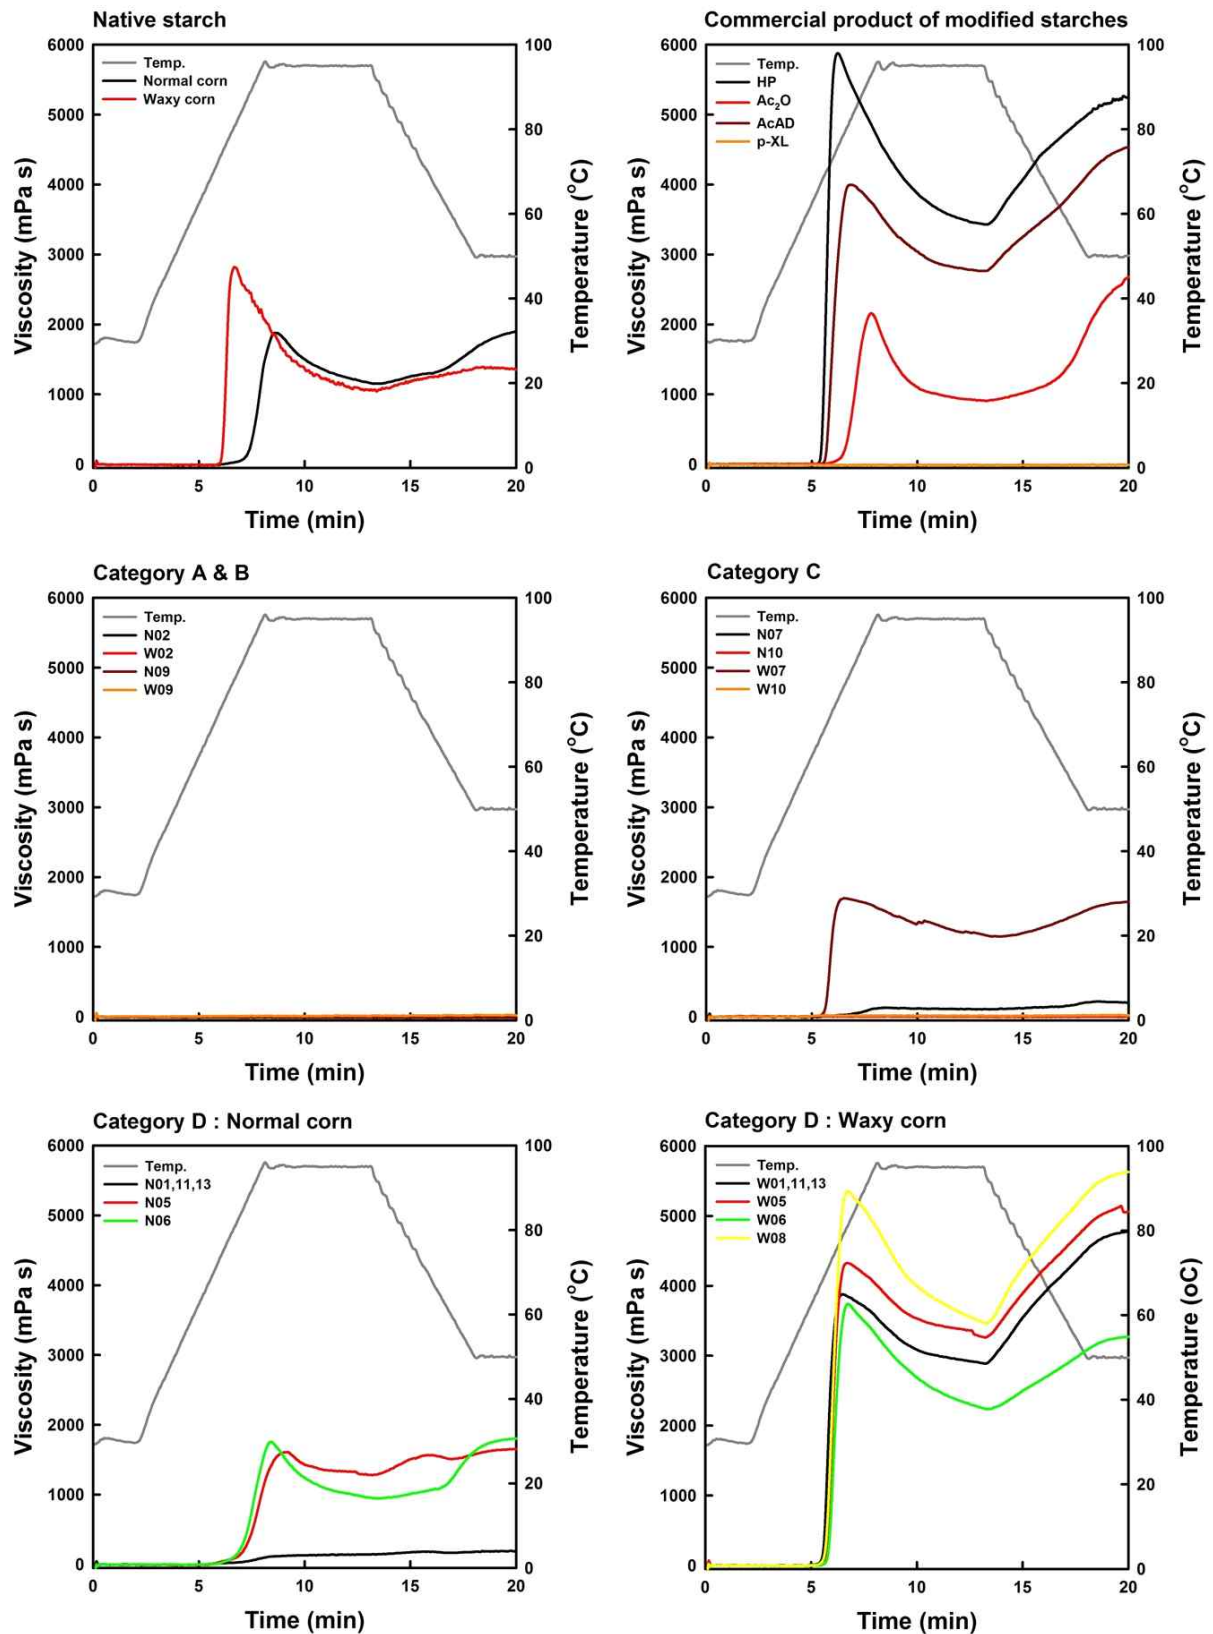 Native starch
6000
5000
4000
3000
2000
1000
0
Viscosity (mPa s)
Temp.
Normal corn
Waxy corn
100
80
60
40
20
0
Temperature (°C)
0 5 10 15 20
Time (min)
Commercial product of modified starches
6000
5000
4000
3000
2000
1000
0
Viscosity (mPa s)
Temp.
HP
Ac₂O
AcAD
p-XL
100
80
60
40
20
0
Temperature (°C)
0 5 10 15 20
Time (min)
Category A & B
6000
5000
4000
3000
2000
1000
0
Viscosity (mPa s)
Temp.
N02
W02
N09
W09
100
80
60
40
20
0
Temperature (°C)
0 5 10 15 20
Time (min)
Category C
6000
5000
4000
3000
2000
1000
0
Viscosity (mPa s)
Temp.
N07
N10
W07
W10
100
80
60
40
20
0
Temperature (°C)
0 5 10 15 20
Time (min)
Category D : Normal corn
6000
5000
4000
3000
2000
1000
0
Viscosity (mPa s)
Temp.
N01,11,13
N05
N06
100
80
60
40
20
0
Temperature (°C)
0 5 10 15 20
Time (min)
Category D : Waxy corn
6000
5000
4000
3000
2000
1000
0
Viscosity (mPa s)
Temp.
W01,11,13
W05
W06
W08
100
80
60
40
20
0
Temperature (oC)
0 5 10 15 20
Time (min)